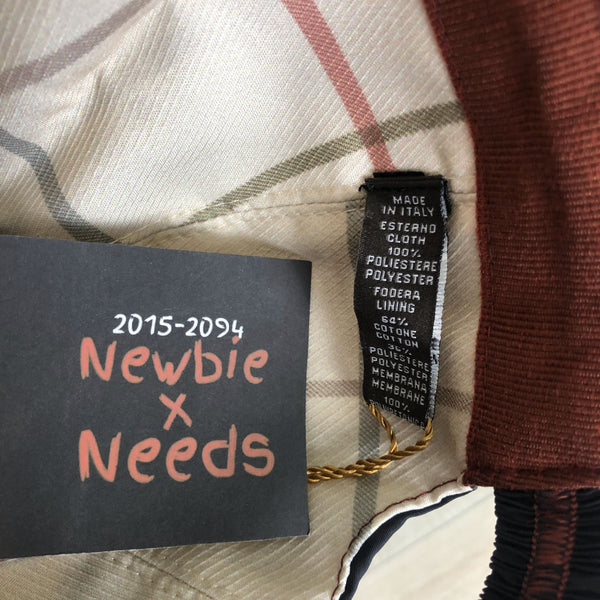 2015-2094
Newbie
x
Needs
MADE
IN ITALY
ESTERNO
CLOTH
100%
POLIESTERE
POLYESTER
FODERA
LINING
64%
COTONE
COTTON
36%
POLIESTERE
POLYESTER
MEMBRANA
MEMBRANE
100%